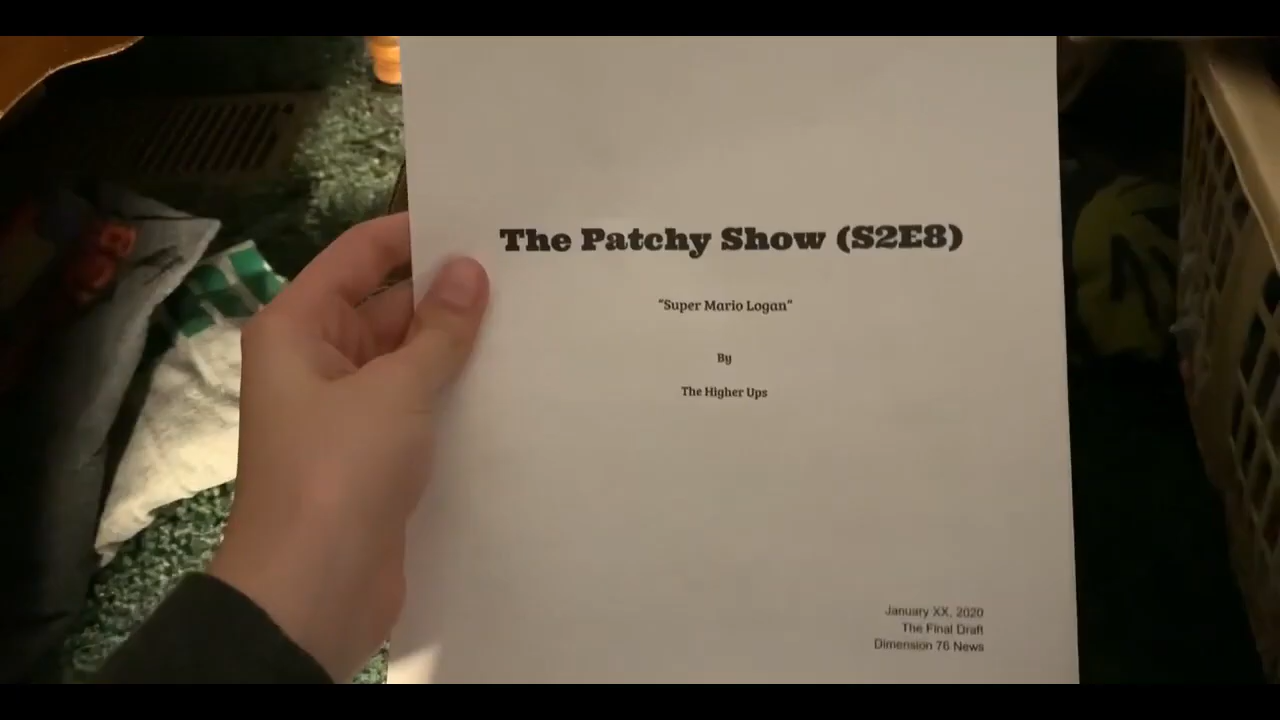 The Patchy Show (S2E8)
“Super Mario Logan”
By
The Higher Ups
January XX, 2020
The Final Draft
Dimension 76 News